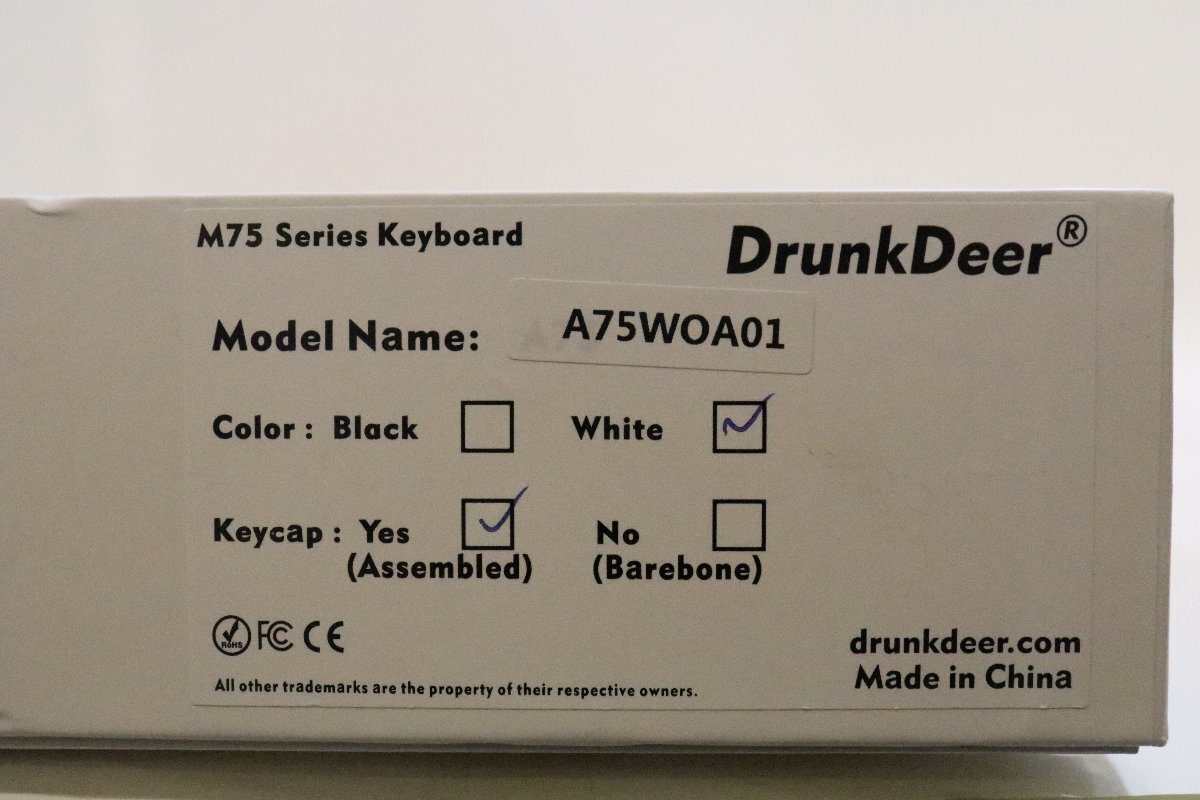 M75 Series Keyboard
DrunkDeer®
Model Name: A75WOA01
Color : Black White
Keycap : Yes No
(Assembled) (Barebone)
RoHS FC CE
drunkdeer.com
All other trademarks are the property of their respective owners.
Made in China